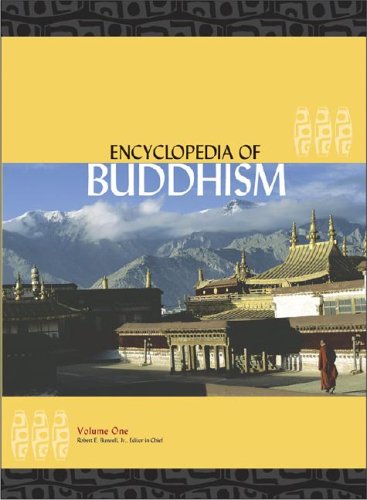 ENCYCLOPEDIA OF
BUDDHISM
Volume One
Robert E. Buswell, Jr., Editor in Chief